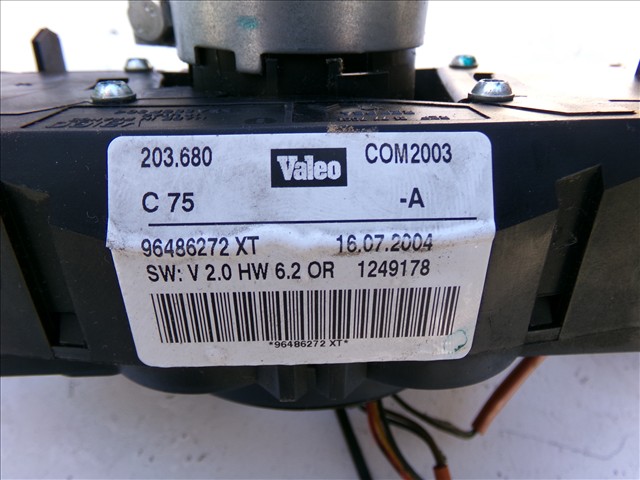 203.680 Valeo COM2003
C 75 -A
96486272 XT 16.07.2004
SW: V 2.0 HW 6.2 OR 1249178
*96486272 XT*